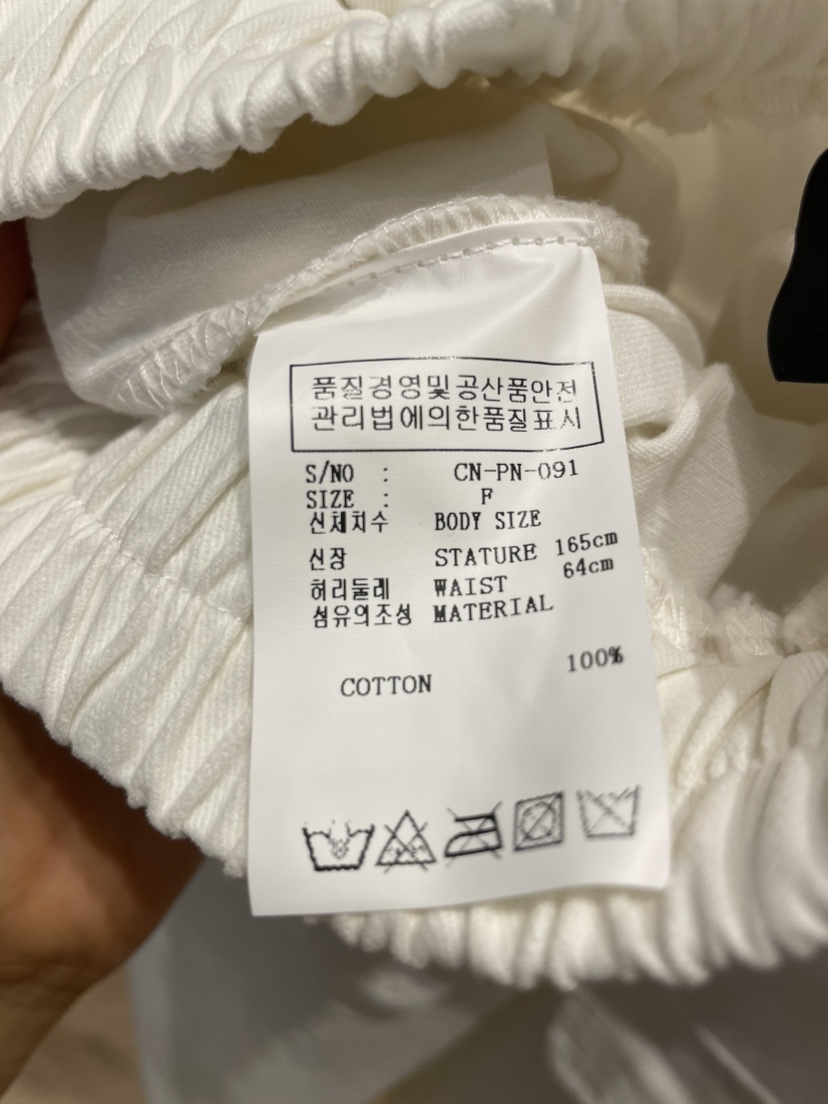 품질경영및공산품안전
관리법에의한품질표시
S/NO : CN-PN-091
SIZE : F
신체치수 BODY SIZE
신장 STATURE 165cm
허리둘레 WAIST 64cm
섬유의조성 MATERIAL
COTTON 100%